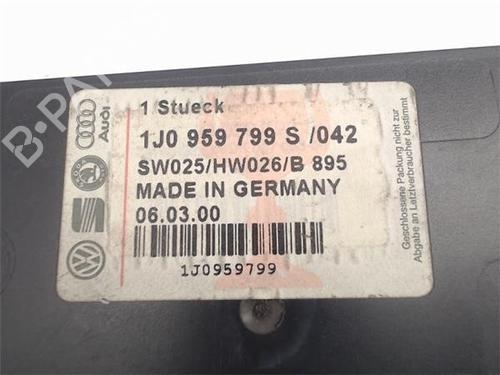 1 Stueck
1J0 959 799 S /042
SW025/HW026/B 895
MADE IN GERMANY
06.03.00
1J0959799
Audi
Geschlossene Packung nicht zur
Abgabe an Letztverbraucher bestimmt
B-PARTS